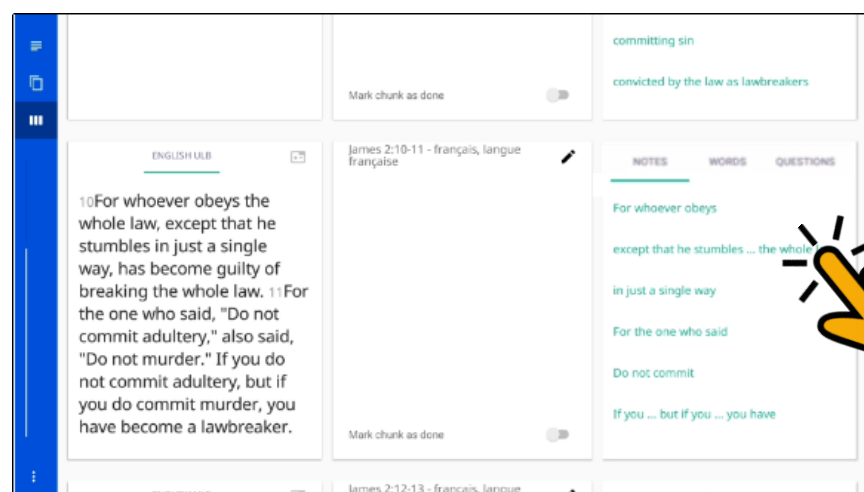 committing sin
convicted by the law as lawbreakers
Mark chunk as done
ENGLISH ULB
10For whoever obeys the
whole law, except that he
stumbles in just a single
way, has become guilty of
breaking the whole law. 11For
the one who said, "Do not
commit adultery," also said,
"Do not murder." If you do
not commit adultery, but if
you do commit murder, you
have become a lawbreaker.
James 2:10-11 - français, langue
française
Mark chunk as done
NOTES WORDS QUESTIONS
For whoever obeys
except that he stumbles ... the whole
in just a single way
For the one who said
Do not commit
If you ... but if you ... you have
James 2:12-13 - français, langue